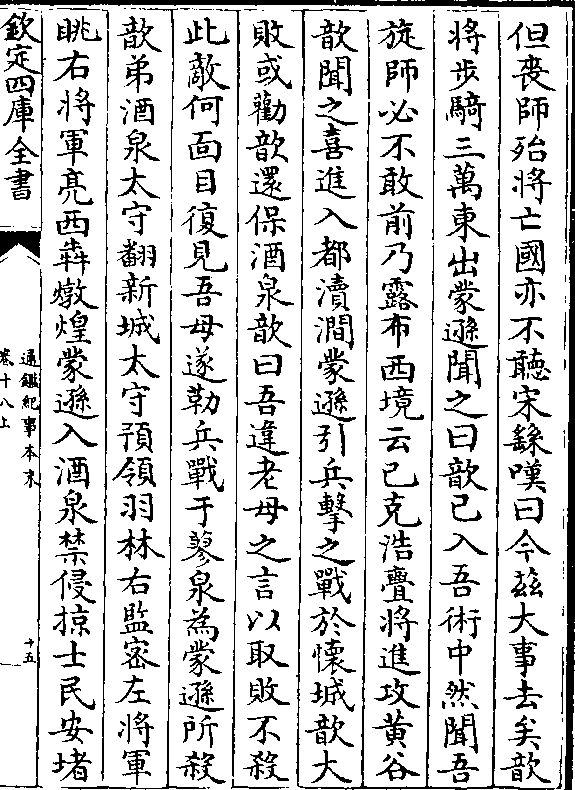 但喪師殆將亡國亦不聽宋繇嘆曰今茲大事去矣歆
將步騎三萬東出蒙遜聞之曰歆已入吾術中然聞吾
旋師必不敢前乃露布西境云已克浩亹將進攻黃谷
歆聞之喜進入都瀆澗蒙遜引兵擊之戰於懷城歆大
敗或勸歆還保酒泉歆曰吾違老母之言以取敗不殺
此敵何面目復見吾母遂勒兵戰于蓼泉為蒙遜所殺
歆弟酒泉太守翻新城太守預領羽林右監密左將軍
眺右將軍亮西犇燉煌蒙遜入酒泉禁侵掠士民安堵
欽定四庫全書
通鑑紀事本末
卷十八上
十五